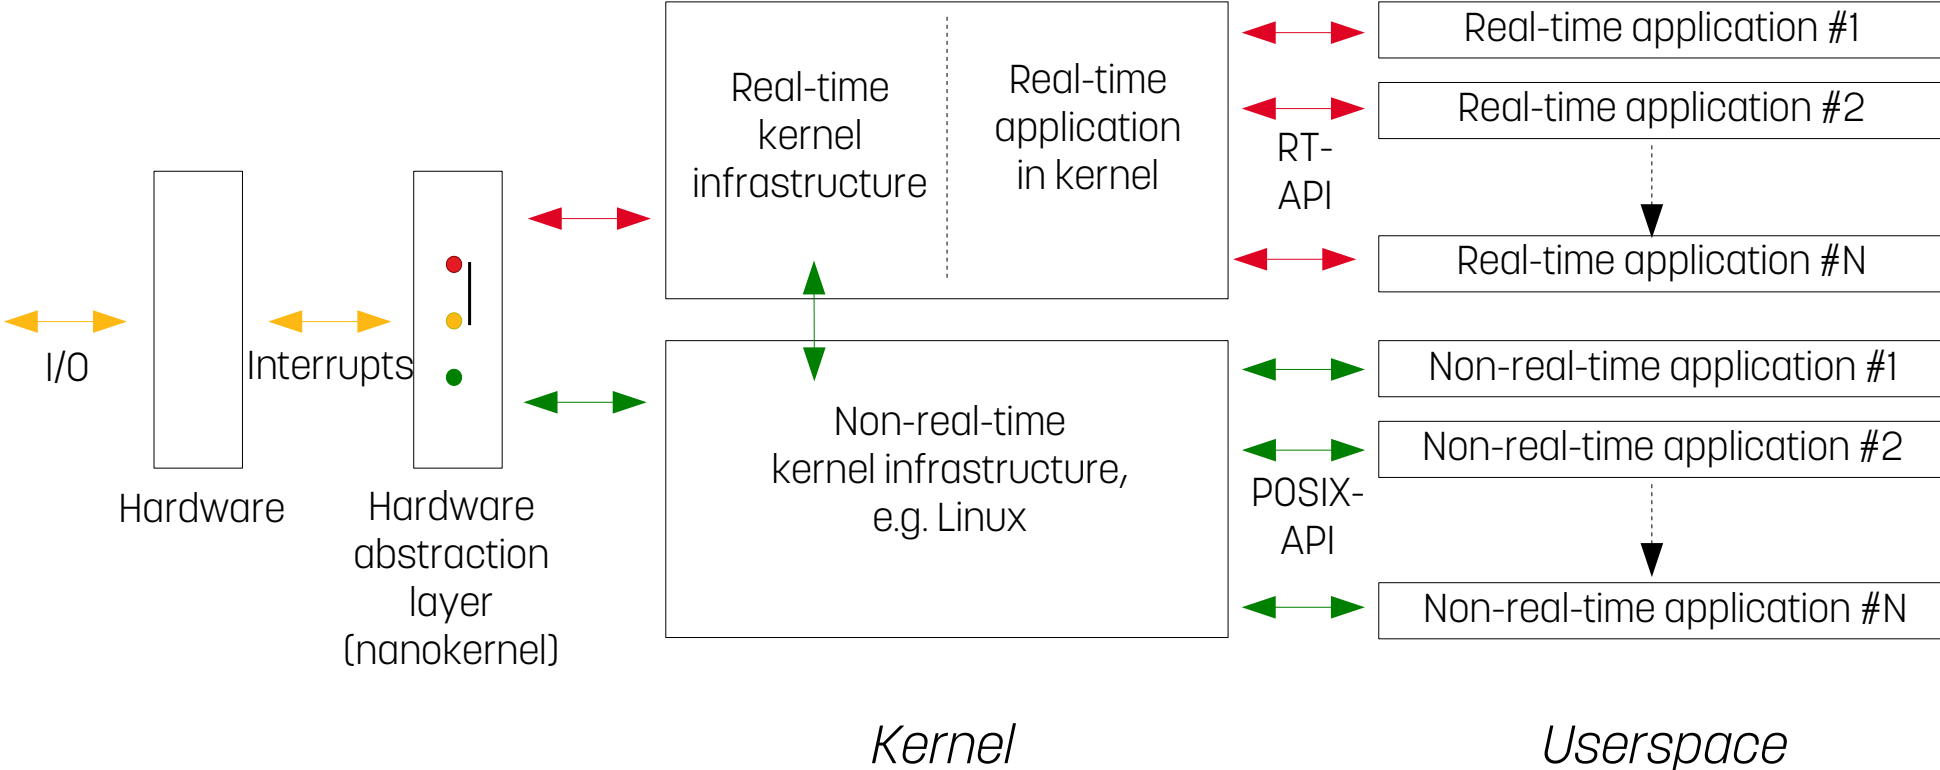 I/O
Hardware
Interrupts
Hardware
abstraction
layer
(nanokernel)
Real-time
kernel
infrastructure
Real-time
application
in kernel
Non-real-time
kernel infrastructure,
e.g. Linux
RT-
API
POSIX-
API
Real-time application #1
Real-time application #2
Real-time application #N
Non-real-time application #1
Non-real-time application #2
Non-real-time application #N
Kernel
Userspace